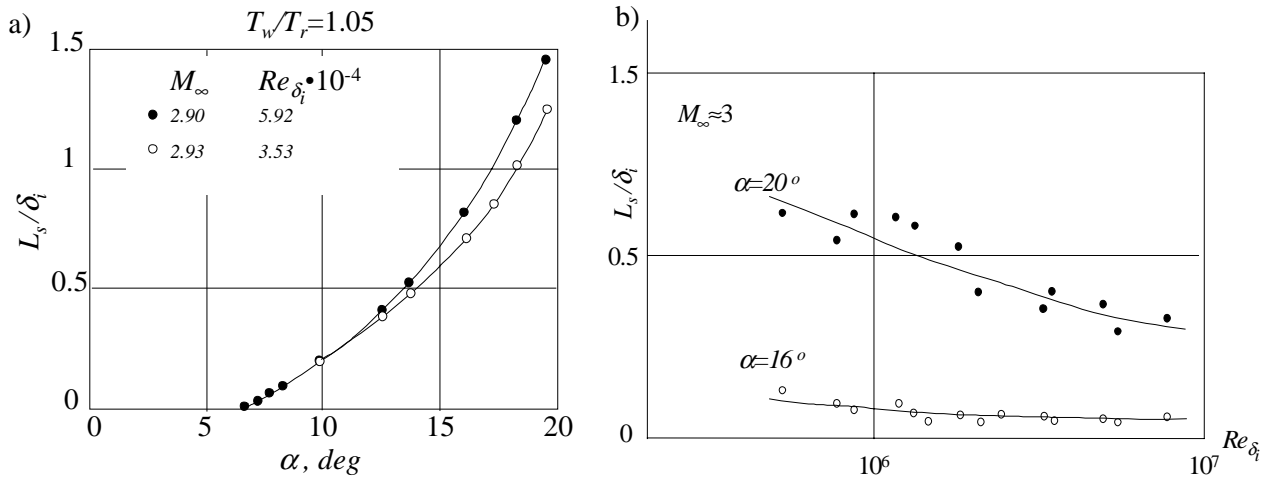 a)
T_w/T_r=1.05
1.5
M_∞ Re_δ_i•10^-4
● 2.90 5.92
○ 2.93 3.53
1
L_s/δ_i
0.5
0
0 5 10 15 20
α, deg
b)
1.5
M_∞≈3
α=20°
L_s/δ_i
0.5
α=16°
0
10^6 10^7 Re_δ_i